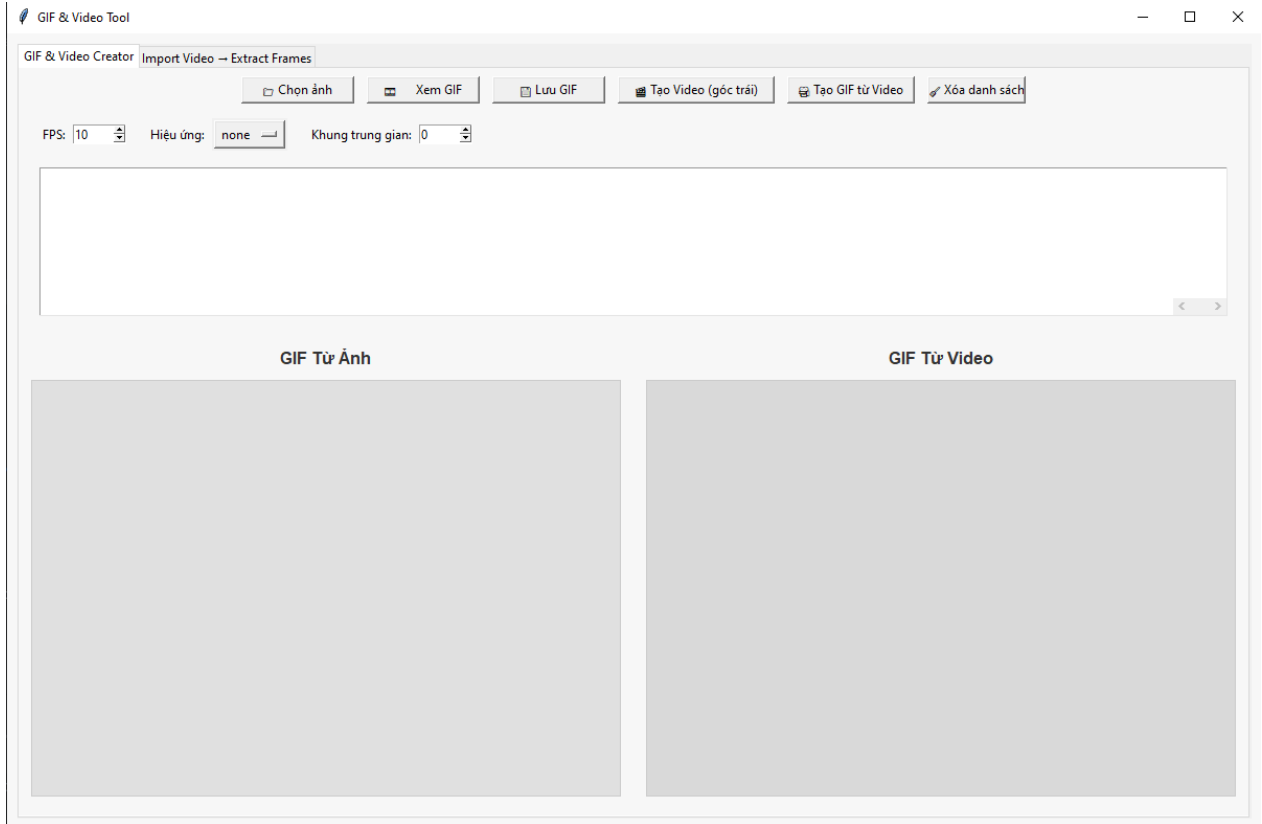 GIF & Video Tool
GIF & Video Creator Import Video → Extract Frames
Chọn ảnh Xem GIF Lưu GIF Tạo Video (góc trái) Tạo GIF từ Video Xóa danh sách
FPS: 10 Hiệu ứng: none Khung trung gian: 0
GIF Từ Ảnh GIF Từ Video